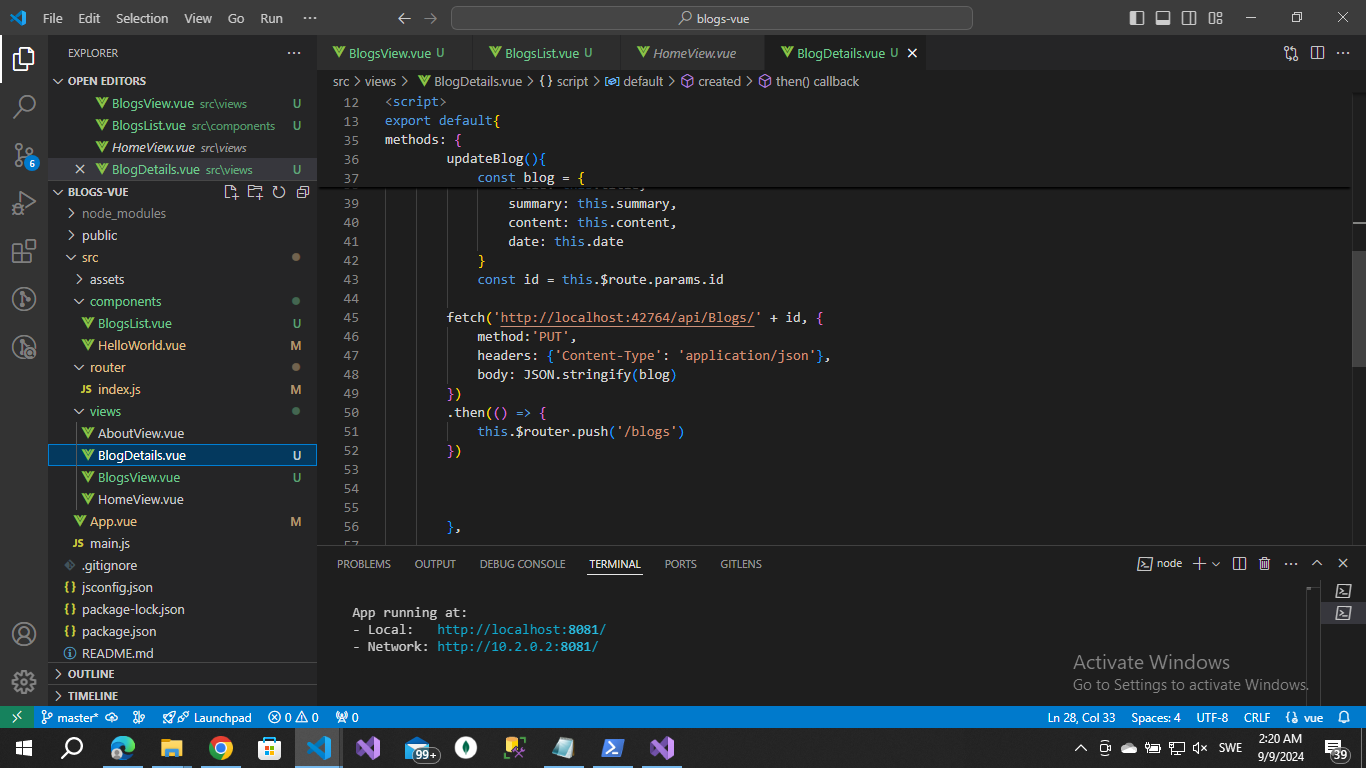 File Edit Selection View Go Run ··· blogs-vue
EXPLORER ···
OPEN EDITORS
BlogsView.vue src\views U
BlogsList.vue src\components U
HomeView.vue src\views
BlogDetails.vue src\views U
BLOGS-VUE
node_modules
public
src
assets
components
BlogsList.vue U
HelloWorld.vue M
router
JS index.js M
views
AboutView.vue
BlogDetails.vue U
BlogsView.vue U
HomeView.vue
App.vue M
JS main.js
.gitignore
{} jsconfig.json
{} package-lock.json
{} package.json
README.md
OUTLINE
TIMELINE
BlogsView.vue U BlogsList.vue U HomeView.vue BlogDetails.vue U
src > views > BlogDetails.vue > {} script > default > created > then() callback
12 <script>
13 export default{
35 methods: {
36 updateBlog(){
37 const blog = {
39 summary: this.summary,
40 content: this.content,
41 date: this.date
42 }
43 const id = this.$route.params.id
44
45 fetch('http://localhost:42764/api/Blogs/' + id, {
46 method:'PUT',
47 headers: {'Content-Type': 'application/json'},
48 body: JSON.stringify(blog)
49 })
50 .then(() => {
51 this.$router.push('/blogs')
52 })
53
54
55
56 },
PROBLEMS OUTPUT DEBUG CONSOLE TERMINAL PORTS GITLENS node
App running at:
- Local: http://localhost:8081/
- Network: http://10.2.0.2:8081/
Activate Windows
Go to Settings to activate Windows.
6
master* Launchpad 0 0 0 Ln 28, Col 33 Spaces: 4 UTF-8 CRLF vue
99+ SWE 2:20 AM
9/9/2024
39